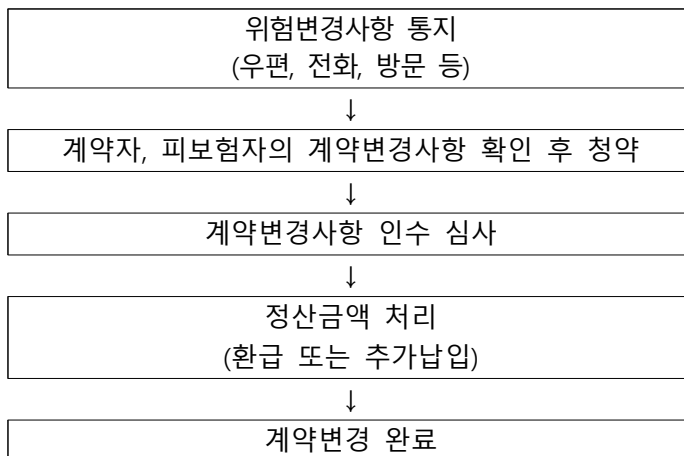 위험변경사항 통지
(우편, 전화, 방문 등)
↓
계약자, 피보험자의 계약변경사항 확인 후 청약
↓
계약변경사항 인수 심사
↓
정산금액 처리
(환급 또는 추가납입)
↓
계약변경 완료